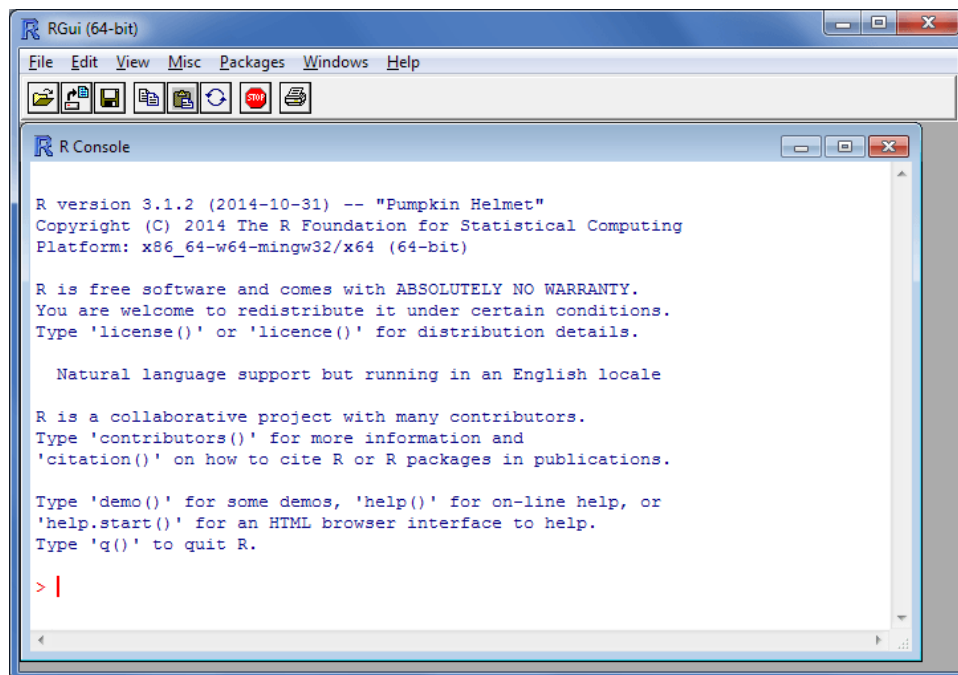 RGui (64-bit)
File Edit View Misc Packages Windows Help
STOP
R Console
R version 3.1.2 (2014-10-31) -- "Pumpkin Helmet"
Copyright (C) 2014 The R Foundation for Statistical Computing
Platform: x86_64-w64-mingw32/x64 (64-bit)
R is free software and comes with ABSOLUTELY NO WARRANTY.
You are welcome to redistribute it under certain conditions.
Type 'license()' or 'licence()' for distribution details.
Natural language support but running in an English locale
R is a collaborative project with many contributors.
Type 'contributors()' for more information and
'citation()' on how to cite R or R packages in publications.
Type 'demo()' for some demos, 'help()' for on-line help, or
'help.start()' for an HTML browser interface to help.
Type 'q()' to quit R.
>